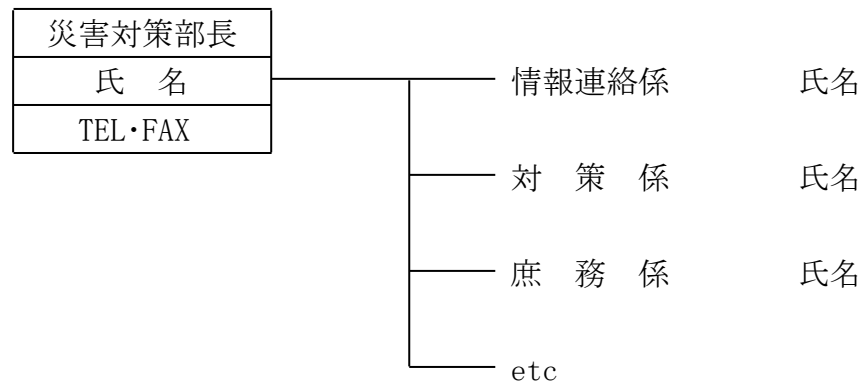 災害対策部長
氏　名
TEL･FAX
情報連絡係　氏名
対　策　係　氏名
庶　務　係　氏名
etc